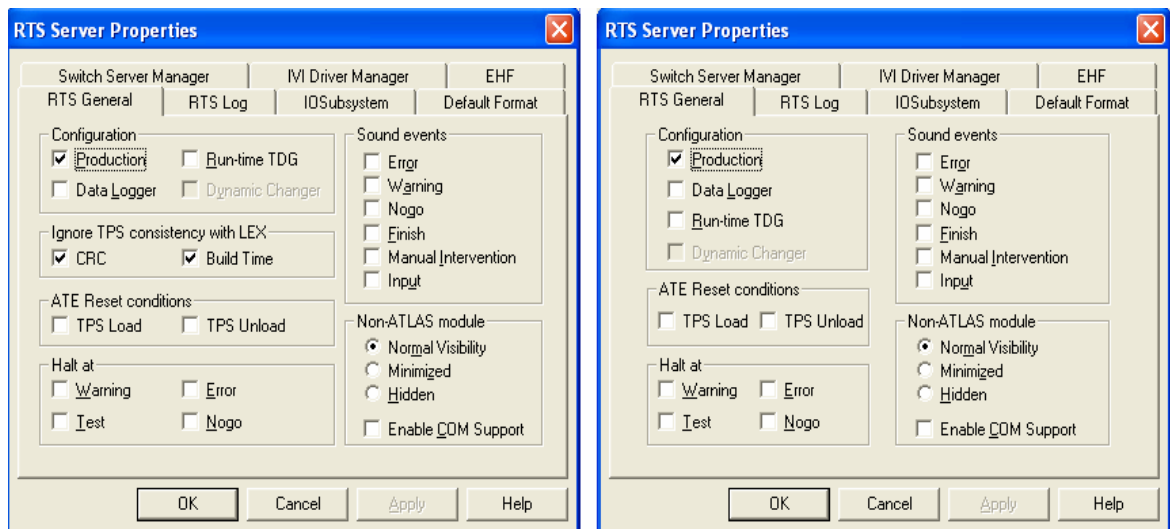 RTS Server Properties
Switch Server Manager IVI Driver Manager EHF
RTS General RTS Log IOSubsystem Default Format
Configuration
Production Run-time TDG
Data Logger Dynamic Changer
Ignore TPS consistency with LEX
CRC Build Time
ATE Reset conditions
TPS Load TPS Unload
Halt at
Warning Error
Test Nogo
Sound events
Error
Warning
Nogo
Finish
Manual Intervention
Input
Non-ATLAS module
Normal Visibility
Minimized
Hidden
Enable COM Support
OK Cancel Apply Help
RTS Server Properties
Switch Server Manager IVI Driver Manager EHF
RTS General RTS Log IOSubsystem Default Format
Configuration
Production
Data Logger
Run-time TDG
Dynamic Changer
ATE Reset conditions
TPS Load TPS Unload
Halt at
Warning Error
Test Nogo
Sound events
Error
Warning
Nogo
Finish
Manual Intervention
Input
Non-ATLAS module
Normal Visibility
Minimized
Hidden
Enable COM Support
OK Cancel Apply Help